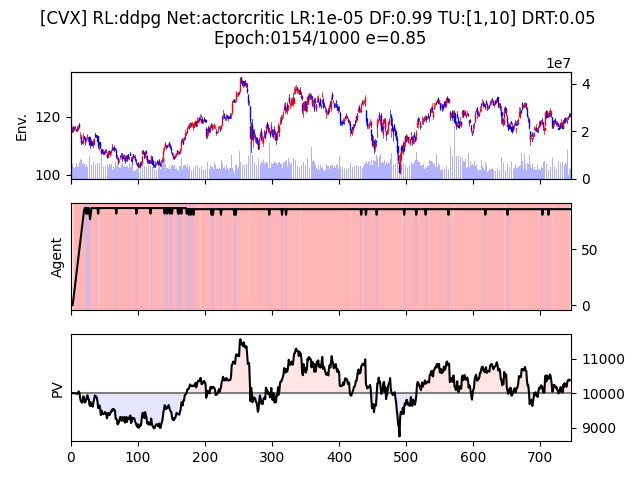 [CVX] RL:ddpg Net:actorcritic LR:1e-05 DF:0.99 TU:[1,10] DRT:0.05
Epoch:0154/1000 e=0.85
1e7
Env.
120
100
4
2
0
Agent
50
0
PV
11000
10000
9000
0 100 200 300 400 500 600 700